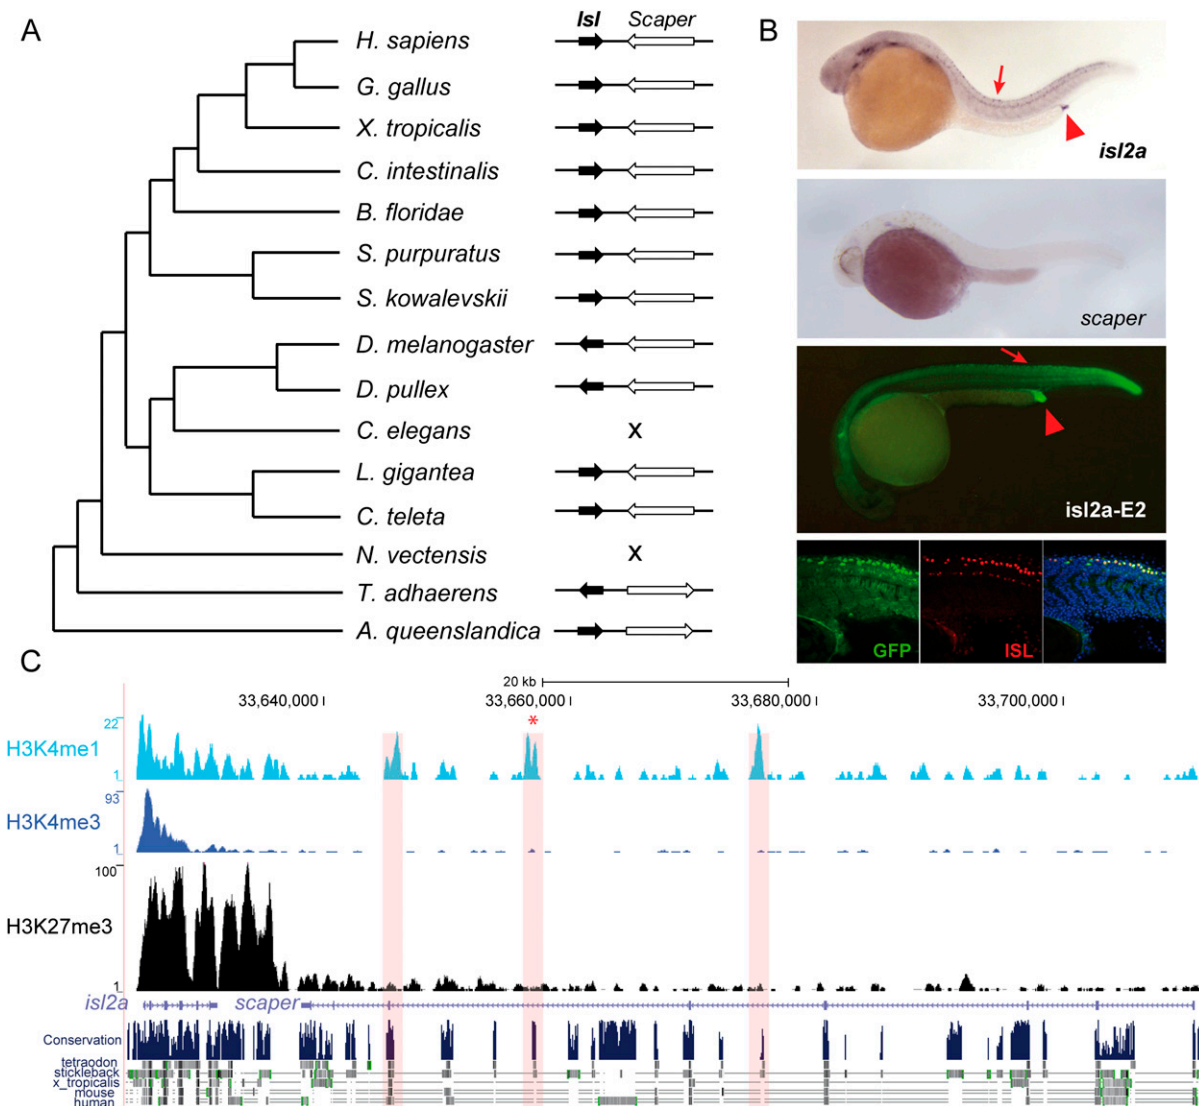 A
Isl Scaper
H. sapiens
G. gallus
X. tropicalis
C. intestinalis
B. floridae
S. purpuratus
S. kowalevskii
D. melanogaster
D. pullex
C. elegans X
L. gigantea
C. teleta
N. vectensis X
T. adhaerens
A. queenslandica
B
isl2a
scaper
isl2a-E2
GFP ISL
C
20 kb
33,640,000 33,660,000 33,680,000 33,700,000
*
22
H3K4me1
1
93
H3K4me3
1
100
H3K27me3
1
isl2a scaper
Conservation
tetraodon
stickleback
x_tropicalis
mouse
human